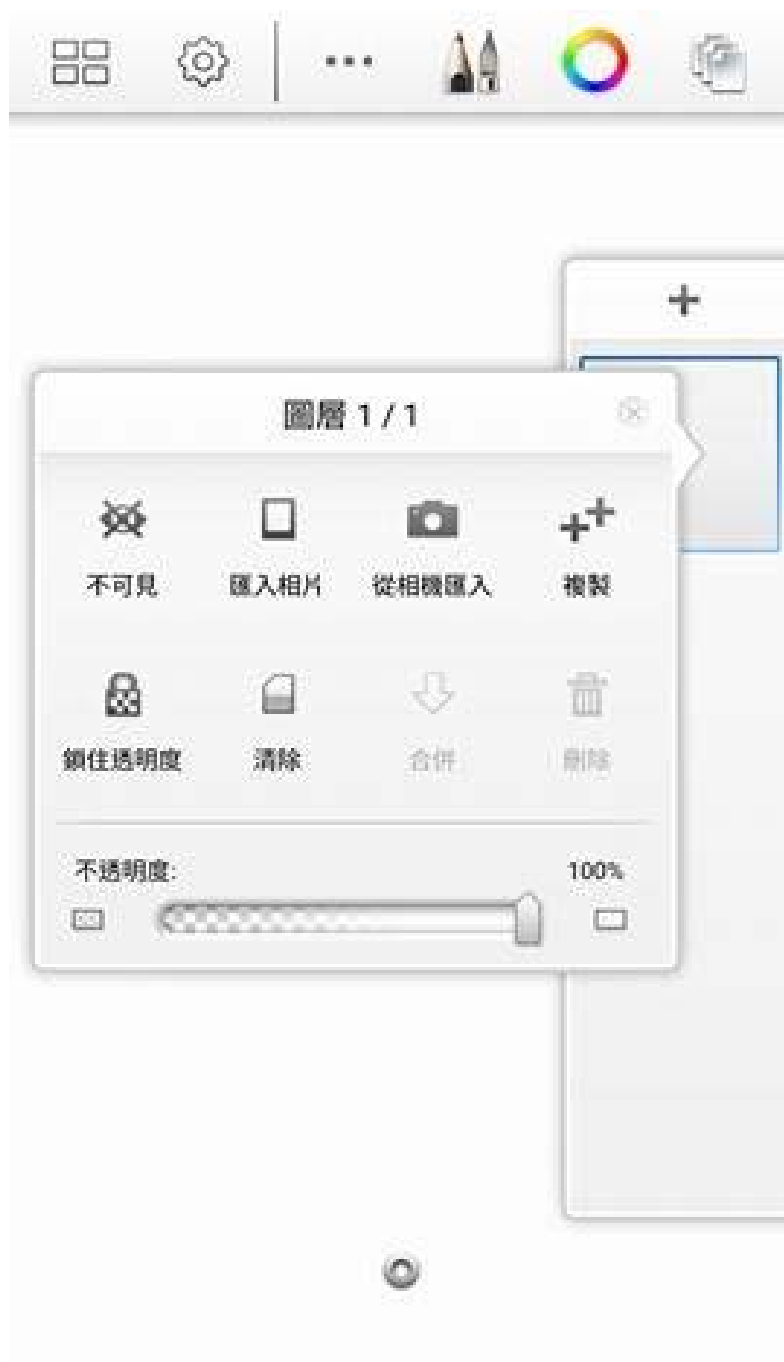 圖層 1 / 1
不可見 匯入相片 從相機匯入 複製
鎖住透明度 清除 合併 刪除
不透明度: 100%